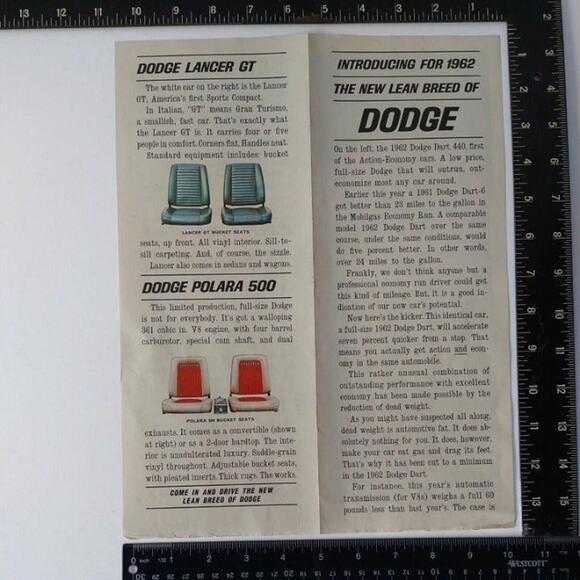 DODGE LANCER GT
The white car on the right is the Lancer
GT, America's first Sports Compact.
In Italian, "GT" means Gran Turismo,
a smallish, fast car. That's exactly what
the Lancer GT is. It carries four or five
people in comfort. Corners flat. Handles neat.
Standard equipment includes: bucket
LANCER GT BUCKET SEATS
seats, up front. All vinyl interior. Sill-to-
sill carpeting. And, of course, the sizzle.
Lancer also comes in sedans and wagons.
DODGE POLARA 500
This limited production, full-size Dodge
is not for everybody. It's got a walloping
361 cubic in. V8 engine, with four barrel
carburetor, special cam shaft, and dual
POLARA 500 BUCKET SEATS
exhausts. It comes as a convertible (shown
at right) or as a 2-door hardtop. The inte-
rior is unadulterated luxury. Saddle-grain
vinyl throughout. Adjustable bucket seats,
with pleated inserts. Thick rugs. The works.
COME IN AND DRIVE THE NEW
LEAN BREED OF DODGE
INTRODUCING FOR 1962
THE NEW LEAN BREED OF
DODGE
On the left, the 1962 Dodge Dart 440, first
of the Action-Economy cars. A low price,
full-size Dodge that will outrun, out-
economize most any car around.
Earlier this year a 1961 Dodge Dart-6
got better than 23 miles to the gallon in
the Mobilgas Economy Run. A comparable
model 1962 Dodge Dart over the same
course, under the same conditions, would
do five percent better. In other words,
over 24 miles to the gallon.
Frankly, we don't think anyone but a
professional economy run driver could get
this kind of mileage. But, it is a good in-
dication of our new car's potential.
Now here's the kicker. This identical car,
a full-size 1962 Dodge Dart, will accelerate
seven percent quicker from a stop. That
means you actually get action and econ-
omy in the same automobile.
This rather unusual combination of
outstanding performance with excellent
economy has been made possible by the
reduction of dead weight.
As you might have suspected all along,
dead weight is automotive fat. It does ab-
solutely nothing for you. It does, however,
make your car eat gas and drag its feet.
That's why it has been cut to a minimum
in the 1962 Dodge Dart.
For instance, this year's automatic
transmission (for V8s) weighs a full 60
pounds less than last year's. The case is
WESTCOTT